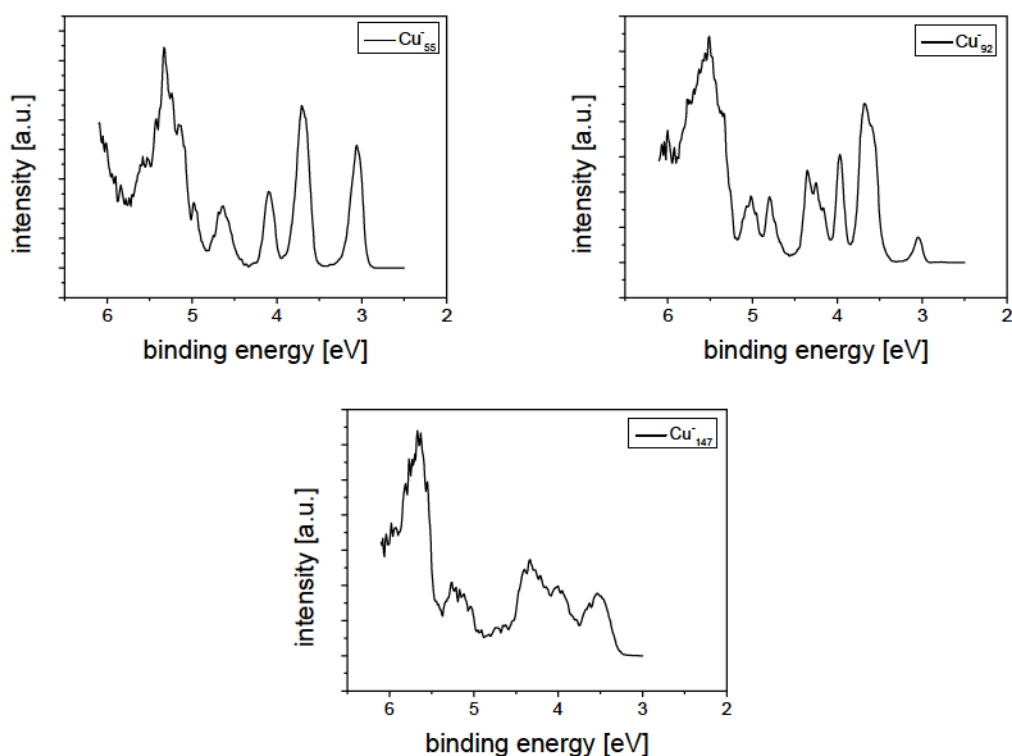 Cu⁻₅₅
intensity [a.u.]
6 5 4 3 2
binding energy [eV]
Cu⁻₉₂
intensity [a.u.]
6 5 4 3 2
binding energy [eV]
Cu⁻₁₄₇
intensity [a.u.]
6 5 4 3 2
binding energy [eV]